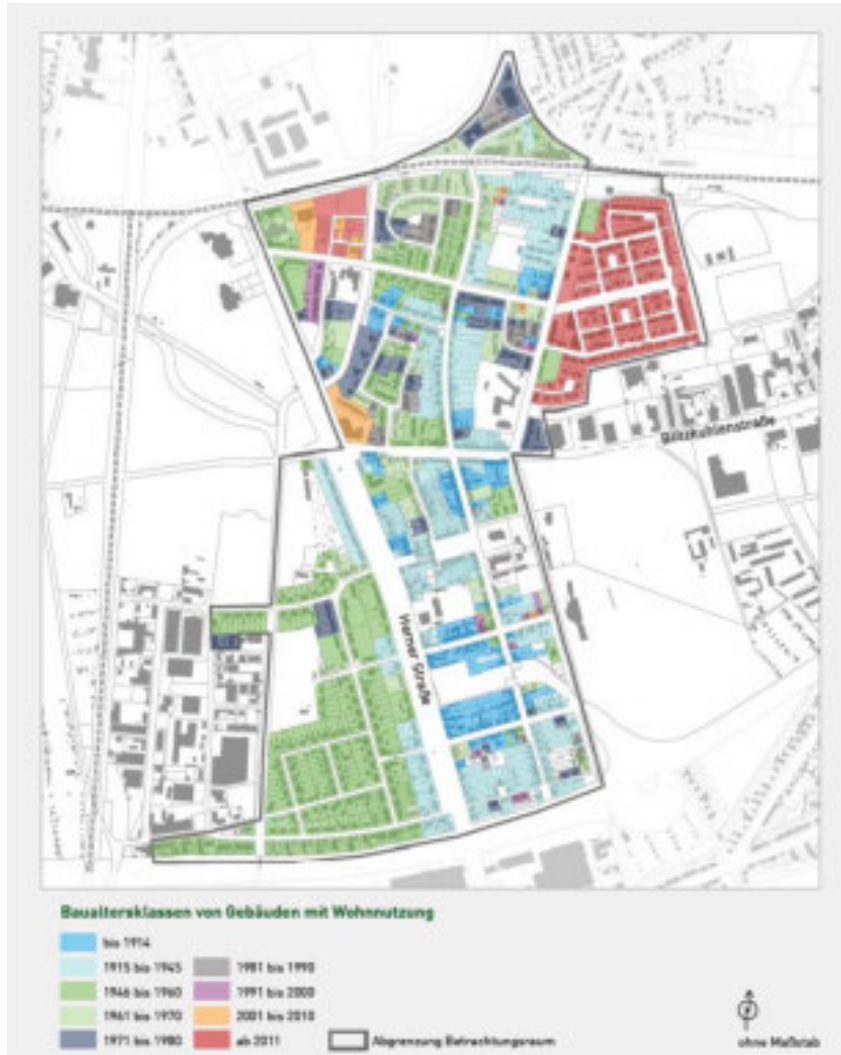 Blitzkuhlenstraße
Herner Straße
Baualtersklassen von Gebäuden mit Wohnnutzung
bis 1914
1915 bis 1945
1981 bis 1990
1946 bis 1960
1991 bis 2000
1961 bis 1970
2001 bis 2010
1971 bis 1980
ab 2011
Abgrenzung Betrachtungsraum
ohne Maßstab